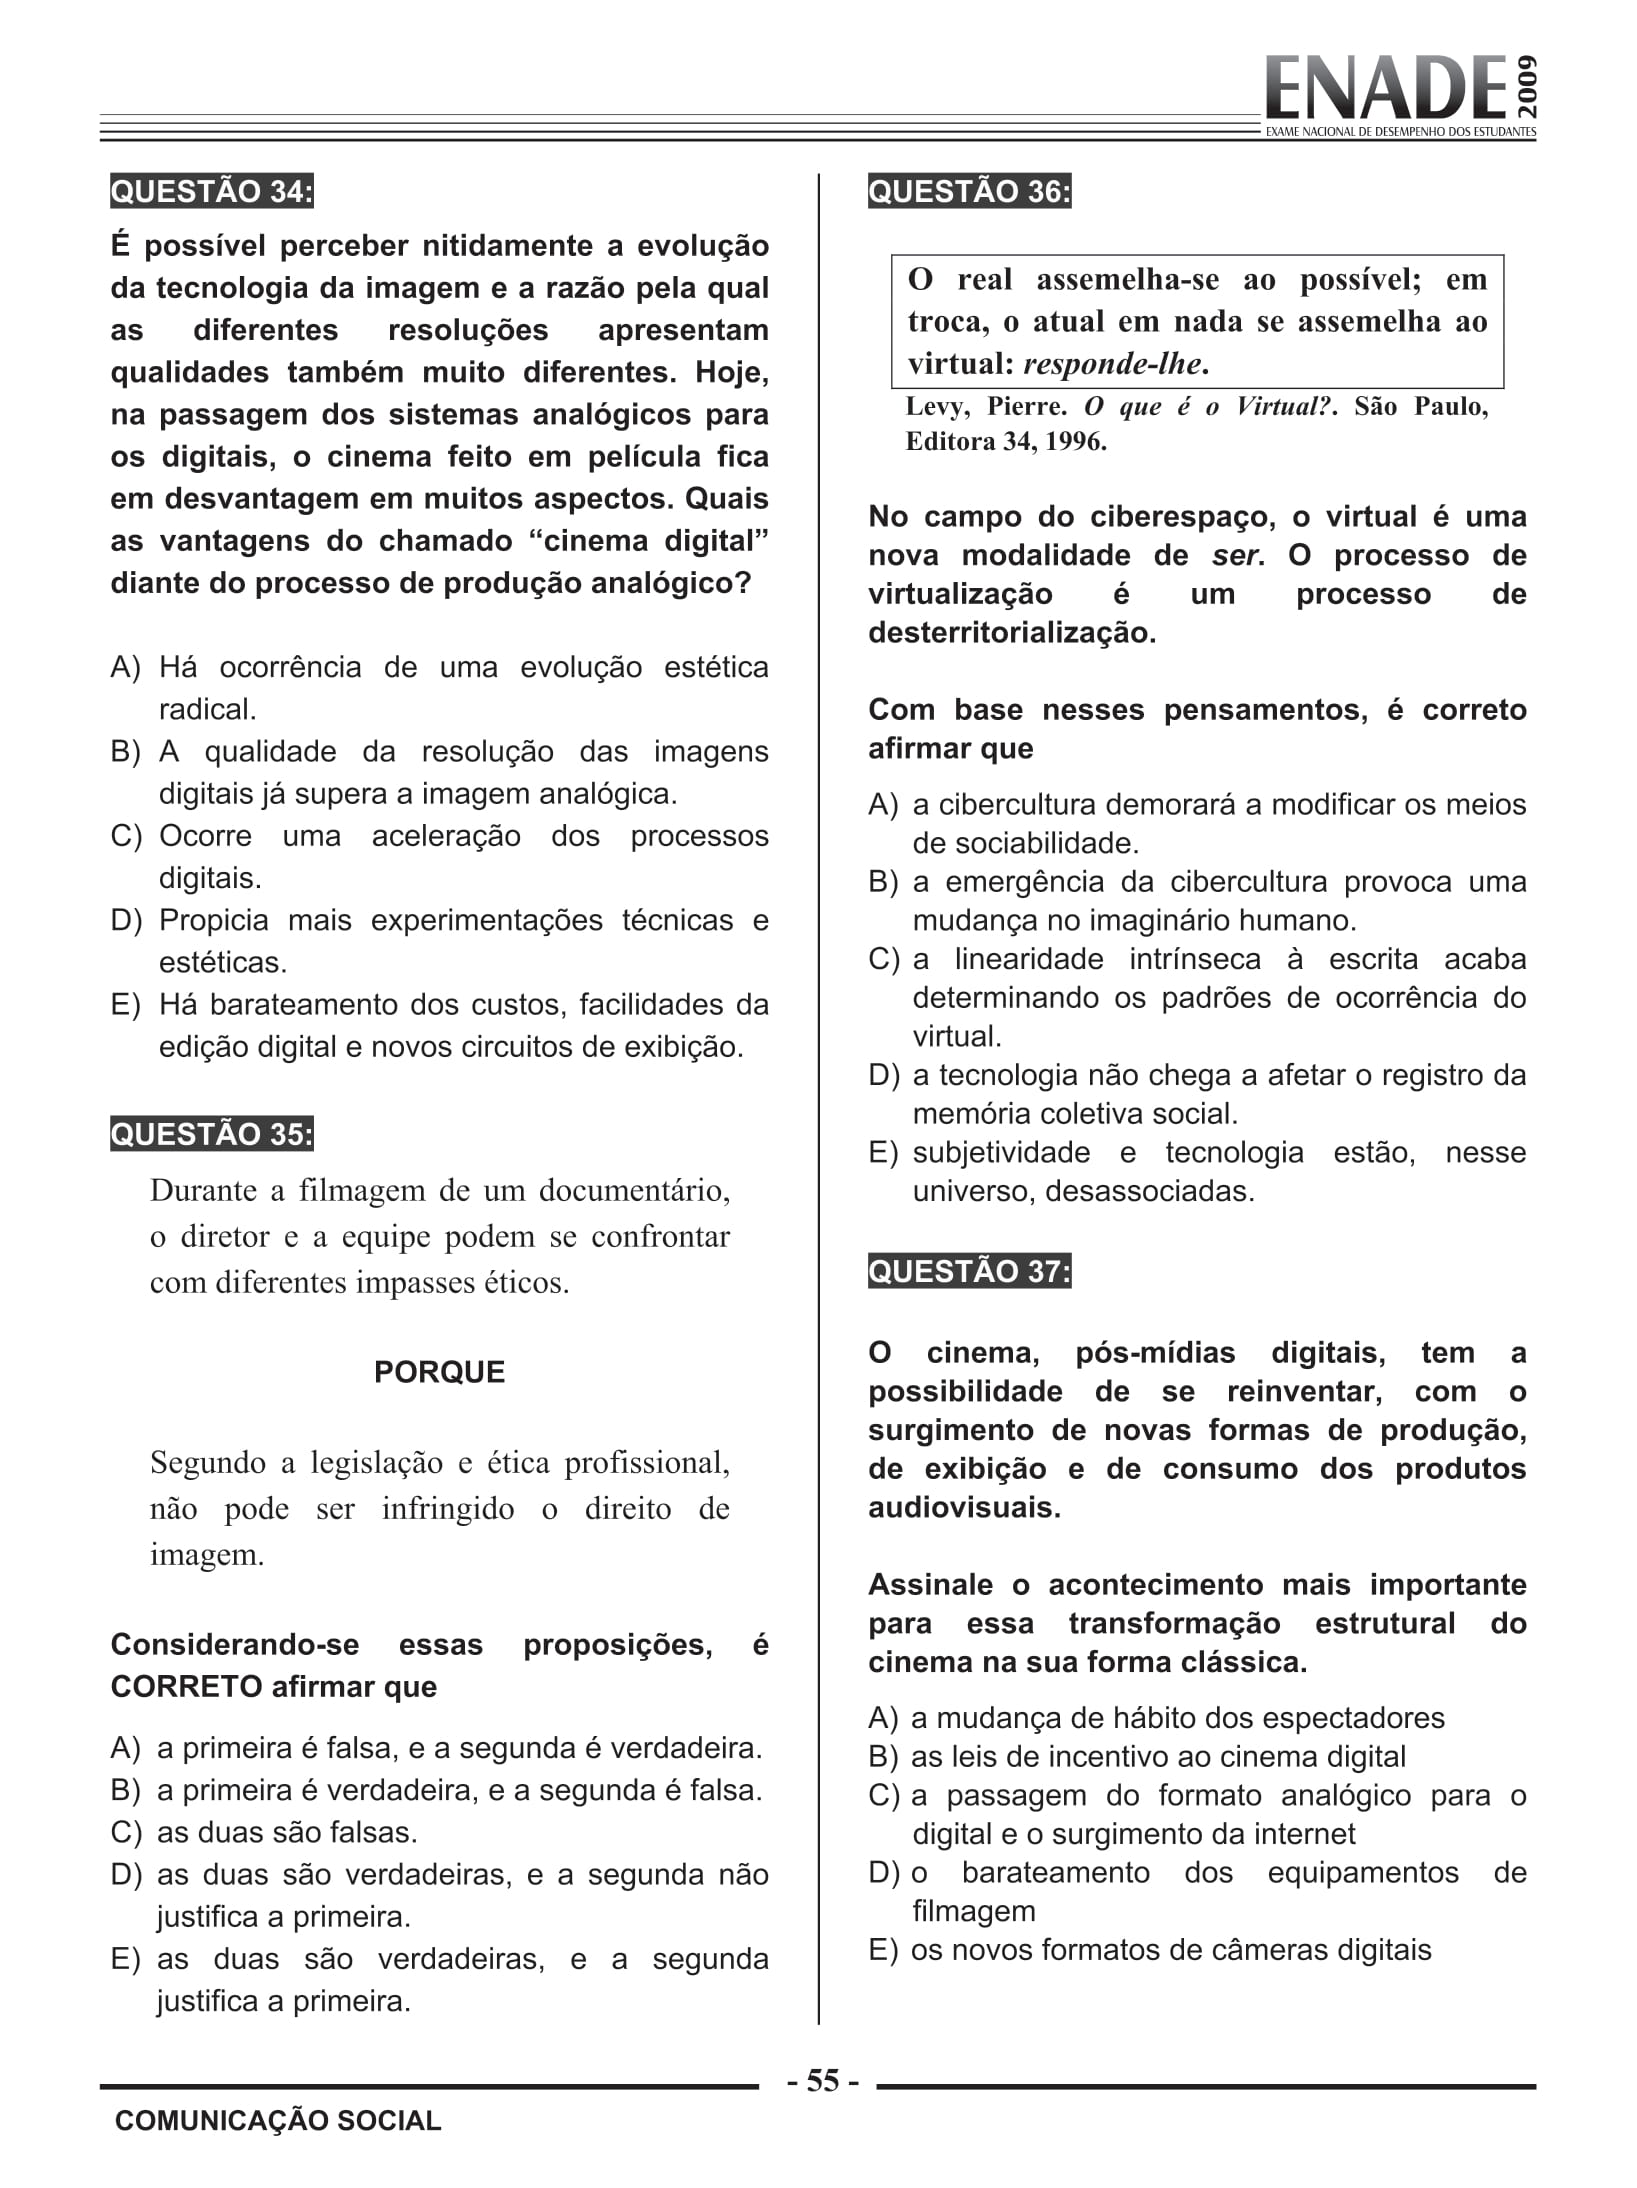 ENADE 2009
EXAME NACIONAL DE DESEMPENHO DOS ESTUDANTES
QUESTÃO 34:
É possível perceber nitidamente a evolução
da tecnologia da imagem e a razão pela qual
as diferentes resoluções apresentam
qualidades também muito diferentes. Hoje,
na passagem dos sistemas analógicos para
os digitais, o cinema feito em película fica
em desvantagem em muitos aspectos. Quais
as vantagens do chamado “cinema digital”
diante do processo de produção analógico?
A) Há ocorrência de uma evolução estética
radical.
B) A qualidade da resolução das imagens
digitais já supera a imagem analógica.
C) Ocorre uma aceleração dos processos
digitais.
D) Propicia mais experimentações técnicas e
estéticas.
E) Há barateamento dos custos, facilidades da
edição digital e novos circuitos de exibição.
QUESTÃO 35:
Durante a filmagem de um documentário,
o diretor e a equipe podem se confrontar
com diferentes impasses éticos.
PORQUE
Segundo a legislação e ética profissional,
não pode ser infringido o direito de
imagem.
Considerando-se essas proposições, é
CORRETO afirmar que
A) a primeira é falsa, e a segunda é verdadeira.
B) a primeira é verdadeira, e a segunda é falsa.
C) as duas são falsas.
D) as duas são verdadeiras, e a segunda não
justifica a primeira.
E) as duas são verdadeiras, e a segunda
justifica a primeira.
QUESTÃO 36:
O real assemelha-se ao possível; em
troca, o atual em nada se assemelha ao
virtual: responde-lhe.
Levy, Pierre. O que é o Virtual?. São Paulo,
Editora 34, 1996.
No campo do ciberespaço, o virtual é uma
nova modalidade de ser. O processo de
virtualização é um processo de
desterritorialização.
Com base nesses pensamentos, é correto
afirmar que
A) a cibercultura demorará a modificar os meios
de sociabilidade.
B) a emergência da cibercultura provoca uma
mudança no imaginário humano.
C) a linearidade intrínseca à escrita acaba
determinando os padrões de ocorrência do
virtual.
D) a tecnologia não chega a afetar o registro da
memória coletiva social.
E) subjetividade e tecnologia estão, nesse
universo, desassociadas.
QUESTÃO 37:
O cinema, pós-mídias digitais, tem a
possibilidade de se reinventar, com o
surgimento de novas formas de produção,
de exibição e de consumo dos produtos
audiovisuais.
Assinale o acontecimento mais importante
para essa transformação estrutural do
cinema na sua forma clássica.
A) a mudança de hábito dos espectadores
B) as leis de incentivo ao cinema digital
C) a passagem do formato analógico para o
digital e o surgimento da internet
D) o barateamento dos equipamentos de
filmagem
E) os novos formatos de câmeras digitais
- 55 -
COMUNICAÇÃO SOCIAL